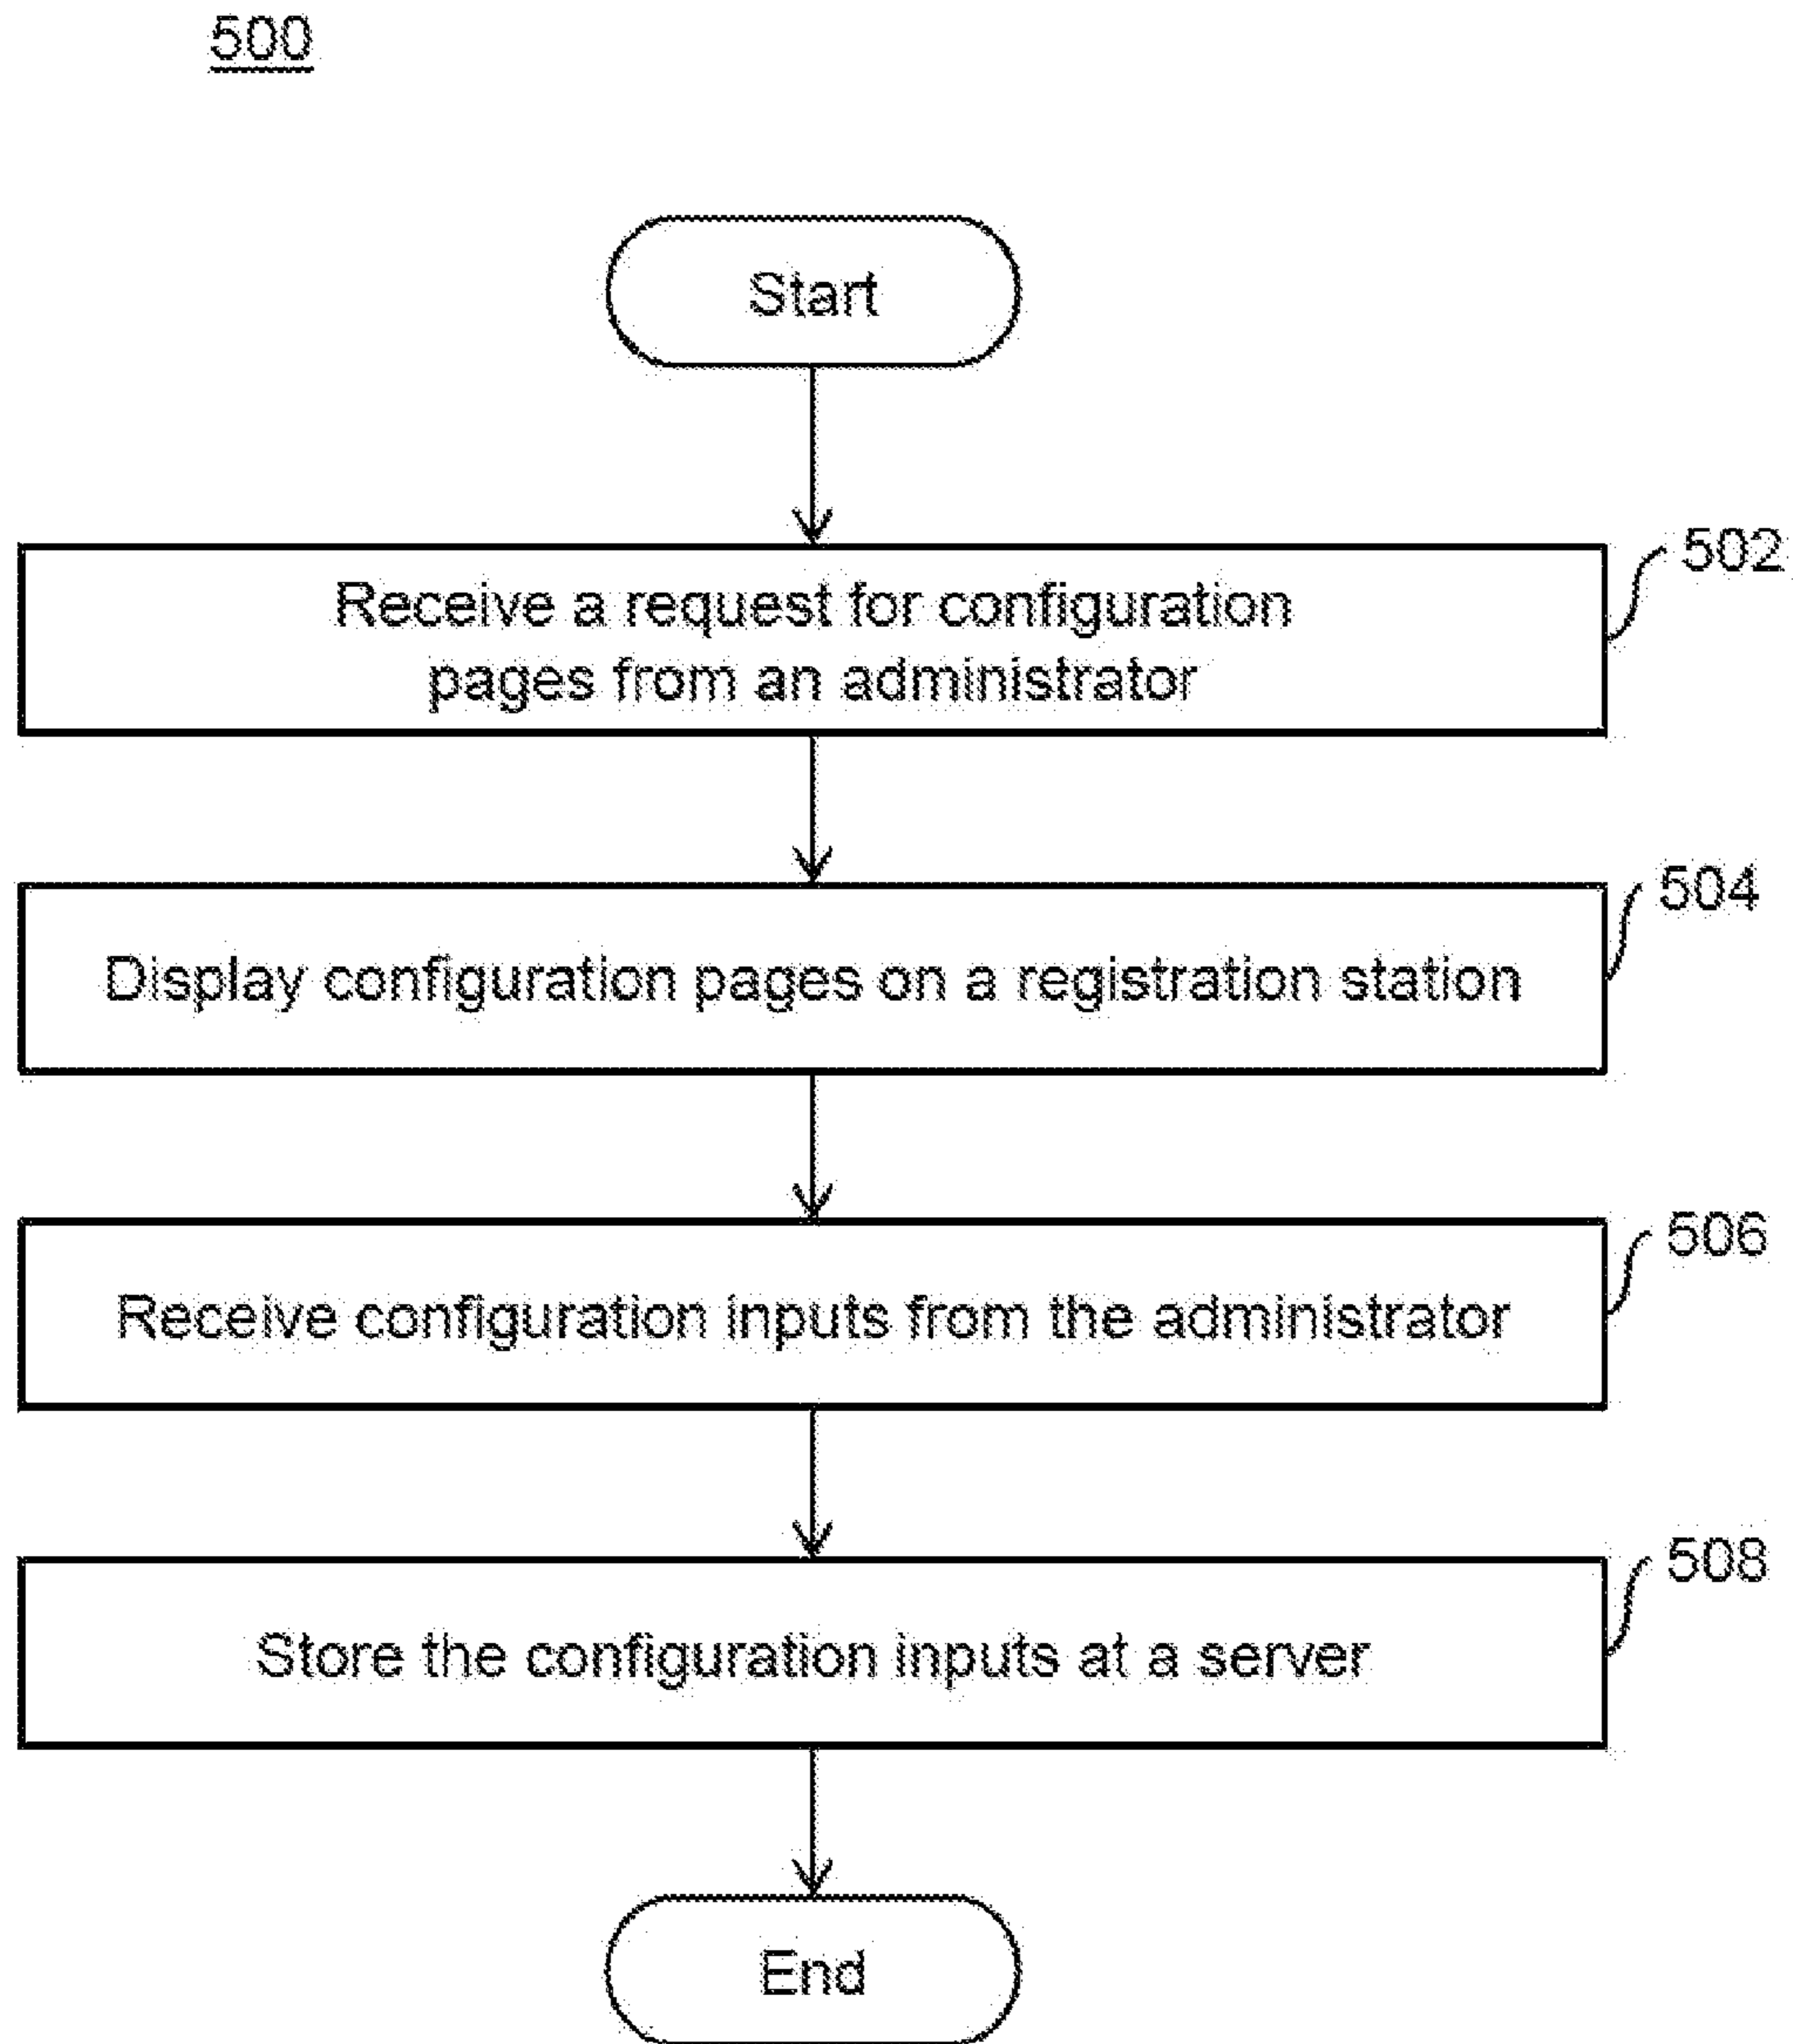 500
Start
Receive a request for configuration
pages from an administrator
502
Display configuration pages on a registration station
504
Receive configuration inputs from the administrator
506
Store the configuration inputs at a server
508
End